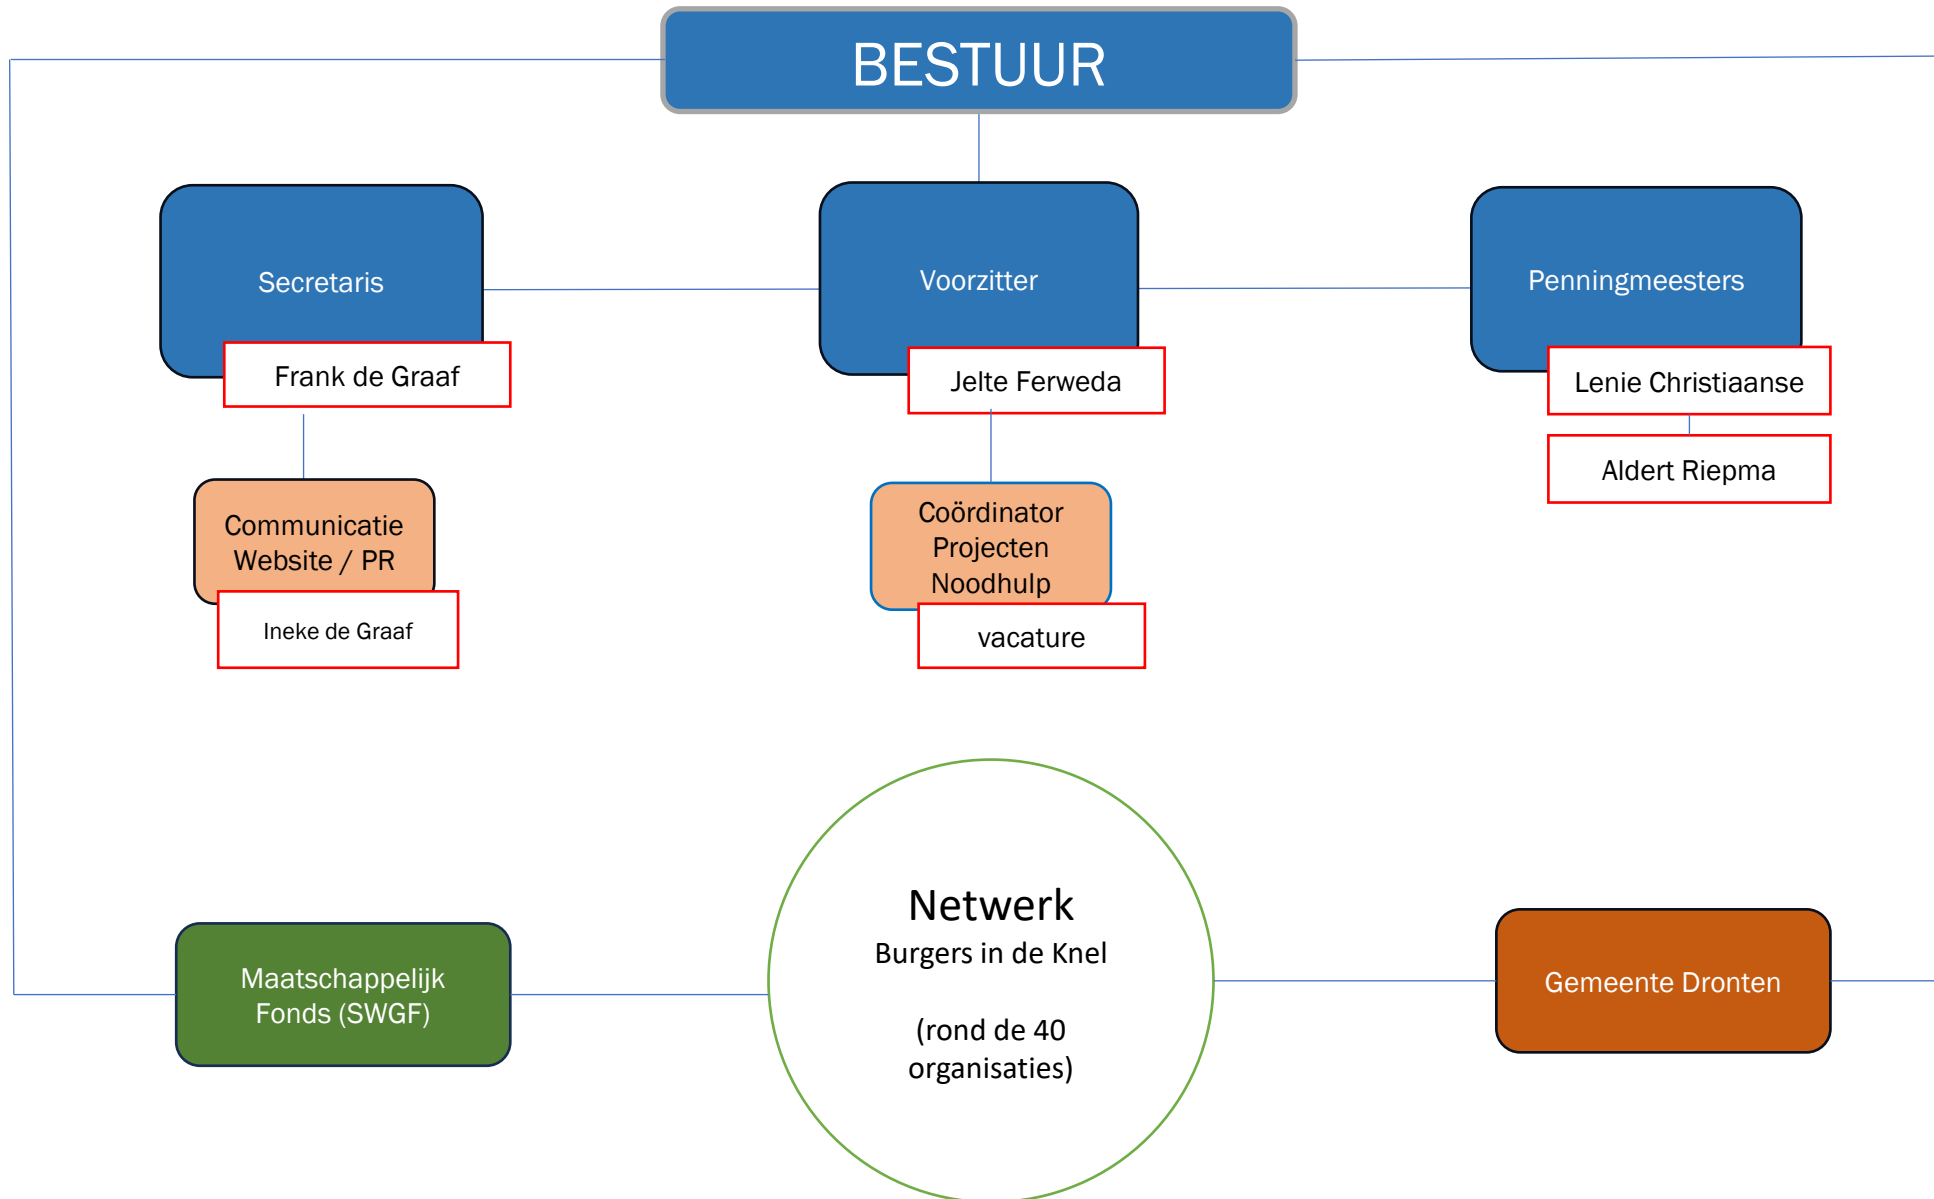 BESTUUR
Secretaris
Voorzitter
Penningmeesters
Frank de Graaf
Jelte Ferweda
Lenie Christiaanse
Aldert Riepma
Communicatie
Website / PR
Ineke de Graaf
Coördinator
Projecten
Noodhulp
vacature
Maatschappelijk
Fonds (SWGF)
Netwerk
Burgers in de Knel
(rond de 40
organisaties)
Gemeente Dronten